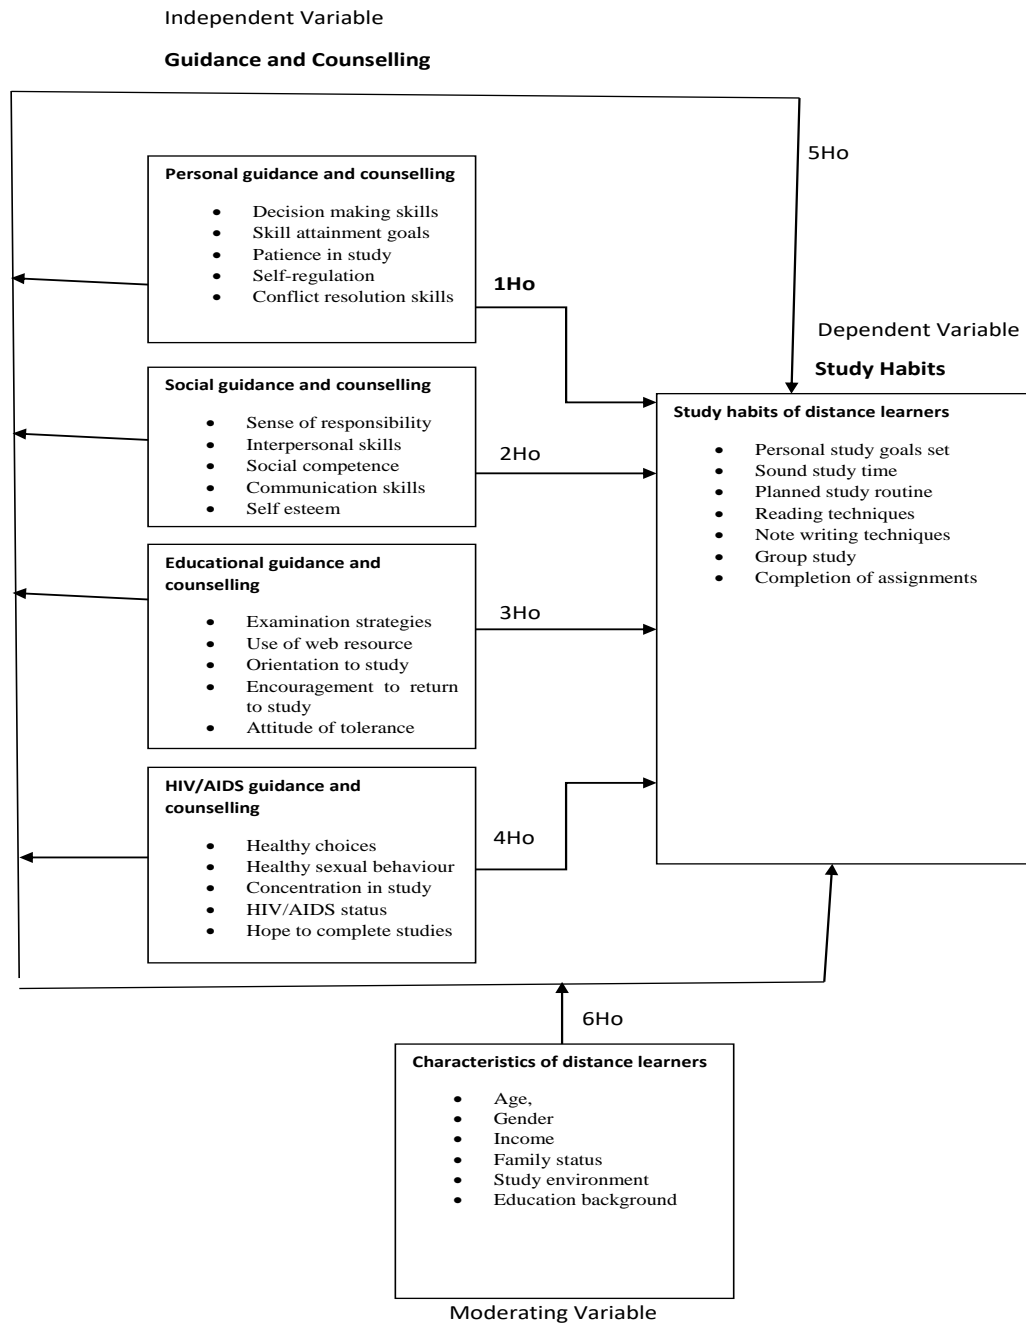 Independent Variable
Guidance and Counselling
5Ho
Personal guidance and counselling
• Decision making skills
• Skill attainment goals
• Patience in study
• Self-regulation
• Conflict resolution skills
1Ho
Dependent Variable
Study Habits
Social guidance and counselling
• Sense of responsibility
• Interpersonal skills
• Social competence
• Communication skills
• Self esteem
2Ho
Study habits of distance learners
• Personal study goals set
• Sound study time
• Planned study routine
• Reading techniques
• Note writing techniques
• Group study
• Completion of assignments
Educational guidance and
counselling
• Examination strategies
• Use of web resource
• Orientation to study
• Encouragement to return
to study
• Attitude of tolerance
3Ho
HIV/AIDS guidance and
counselling
• Healthy choices
• Healthy sexual behaviour
• Concentration in study
• HIV/AIDS status
• Hope to complete studies
4Ho
6Ho
Characteristics of distance learners
• Age,
• Gender
• Income
• Family status
• Study environment
• Education background
Moderating Variable